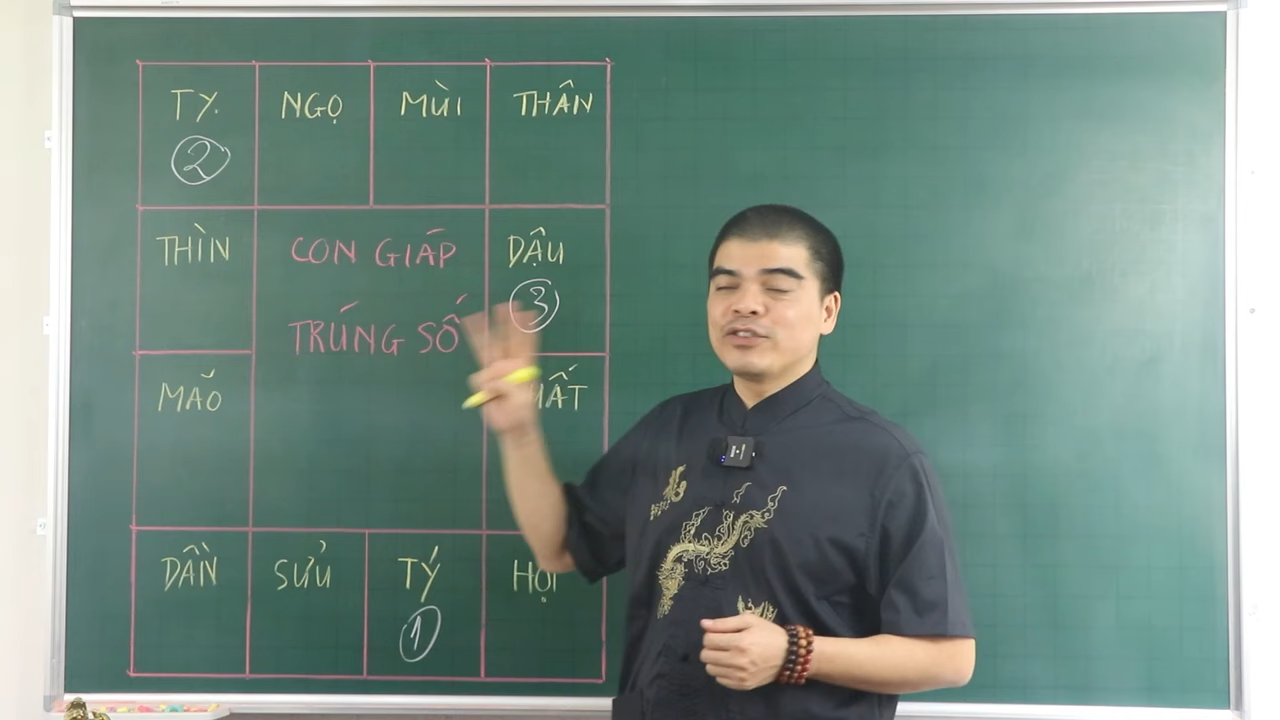 TỴ NGỌ MÙI THÂN
②
THÌN CON GIÁP DẬU
TRÚNG SỐ ③
MÃO
DẦN SỬU TÝ HỢI
①